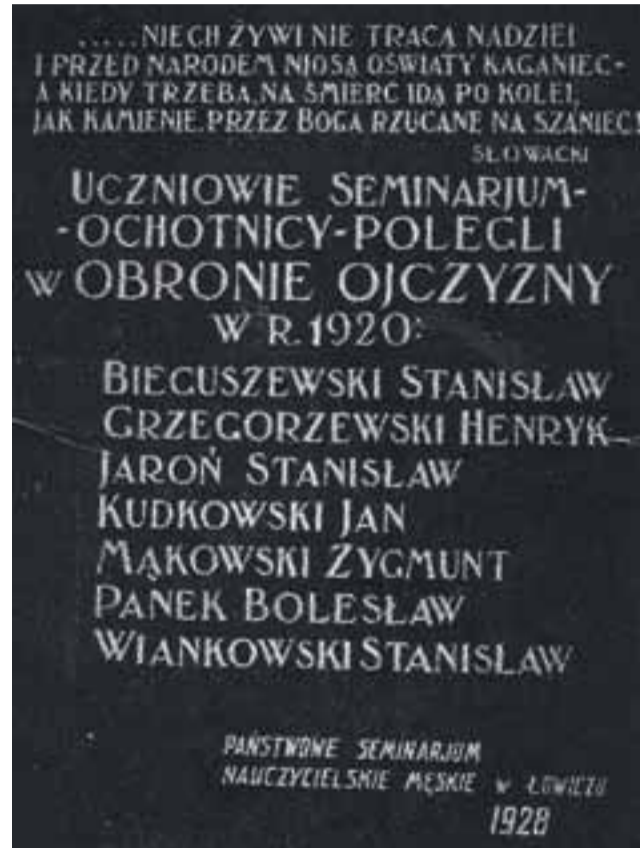 .....NIECH ŻYWI NIE TRACĄ NADZIEI
I PRZED NARODEM NIOSĄ OŚWIATY KAGANIEC-
A KIEDY TRZEBA, NA ŚMIERĆ IDĄ PO KOLEI,
JAK KAMIENIE, PRZEZ BOGA RZUCANE NA SZANIEC!
SŁOWACKI
UCZNIOWIE SEMINARJUM-
-OCHOTNICY-POLEGLI
W OBRONIE OJCZYZNY
W R. 1920:
BIEGUSZEWSKI STANISŁAW
GRZEGORZEWSKI HENRYK
JAROŃ STANISŁAW
KUDKOWSKI JAN
MĄKOWSKI ZYGMUNT
PANEK BOLESŁAW
WIANKOWSKI STANISŁAW
PAŃSTWOWE SEMINARJUM
NAUCZYCIELSKIE MĘSKIE W ŁOWICZU
1928